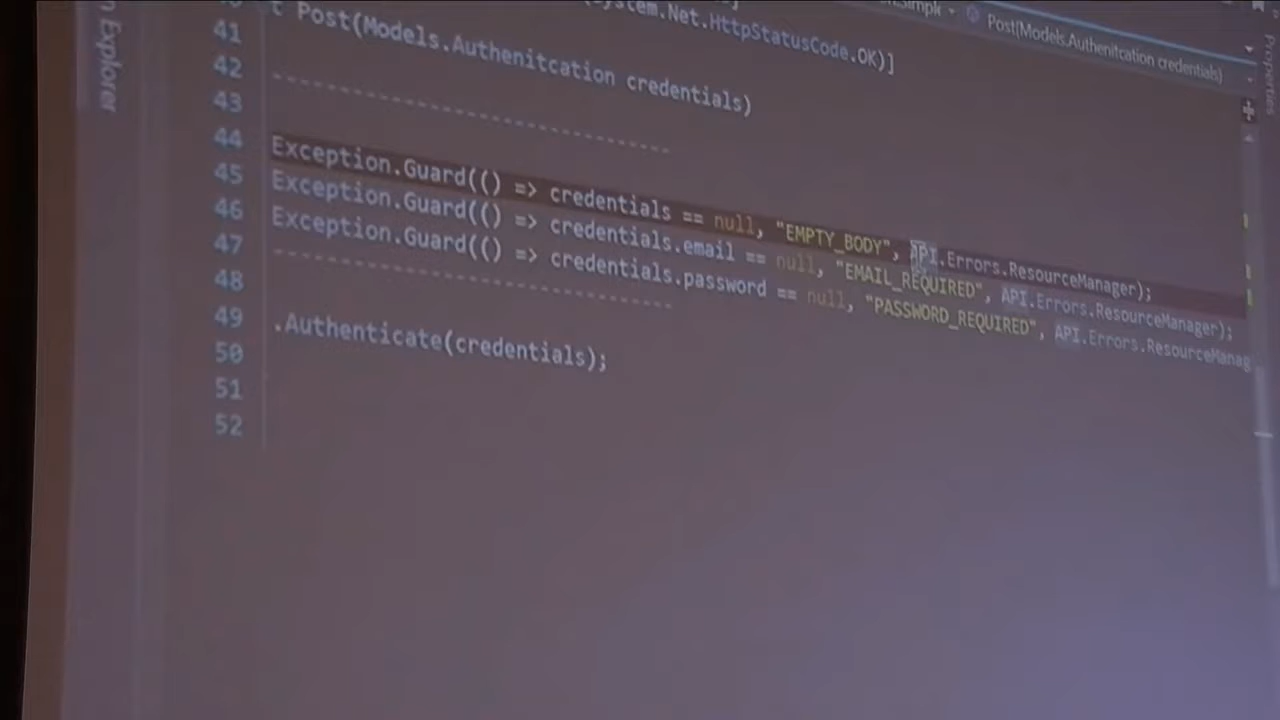 Post(Models.Authenitcation credentials)
Properties
Explorer
41
42
43
44
45
46
47
48
49
50
51
52
System.Net.HttpStatusCode.OK)]
t Post(Models.Authenitcation credentials)
Exception.Guard(() => credentials == null, "EMPTY_BODY", API.Errors.ResourceManager);
Exception.Guard(() => credentials.email == null, "EMAIL_REQUIRED", API.Errors.ResourceManager);
Exception.Guard(() => credentials.password == null, "PASSWORD_REQUIRED", API.Errors.ResourceManag
.Authenticate(credentials);